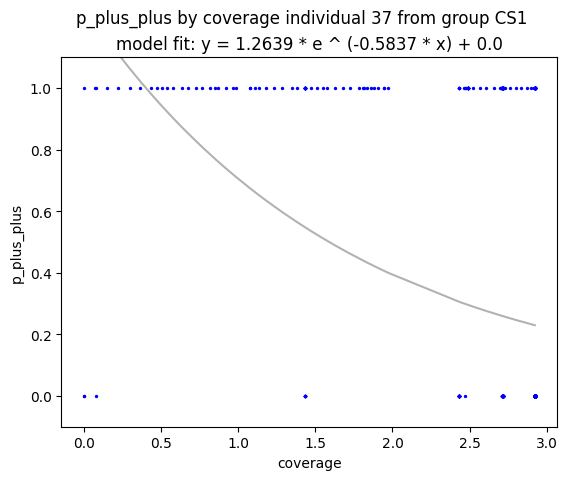 p_plus_plus by coverage individual 37 from group CS1
model fit: y = 1.2639 * e ^ (-0.5837 * x) + 0.0
1.0
0.8
0.6
0.4
0.2
0.0
p_plus_plus
0.0 0.5 1.0 1.5 2.0 2.5 3.0
coverage